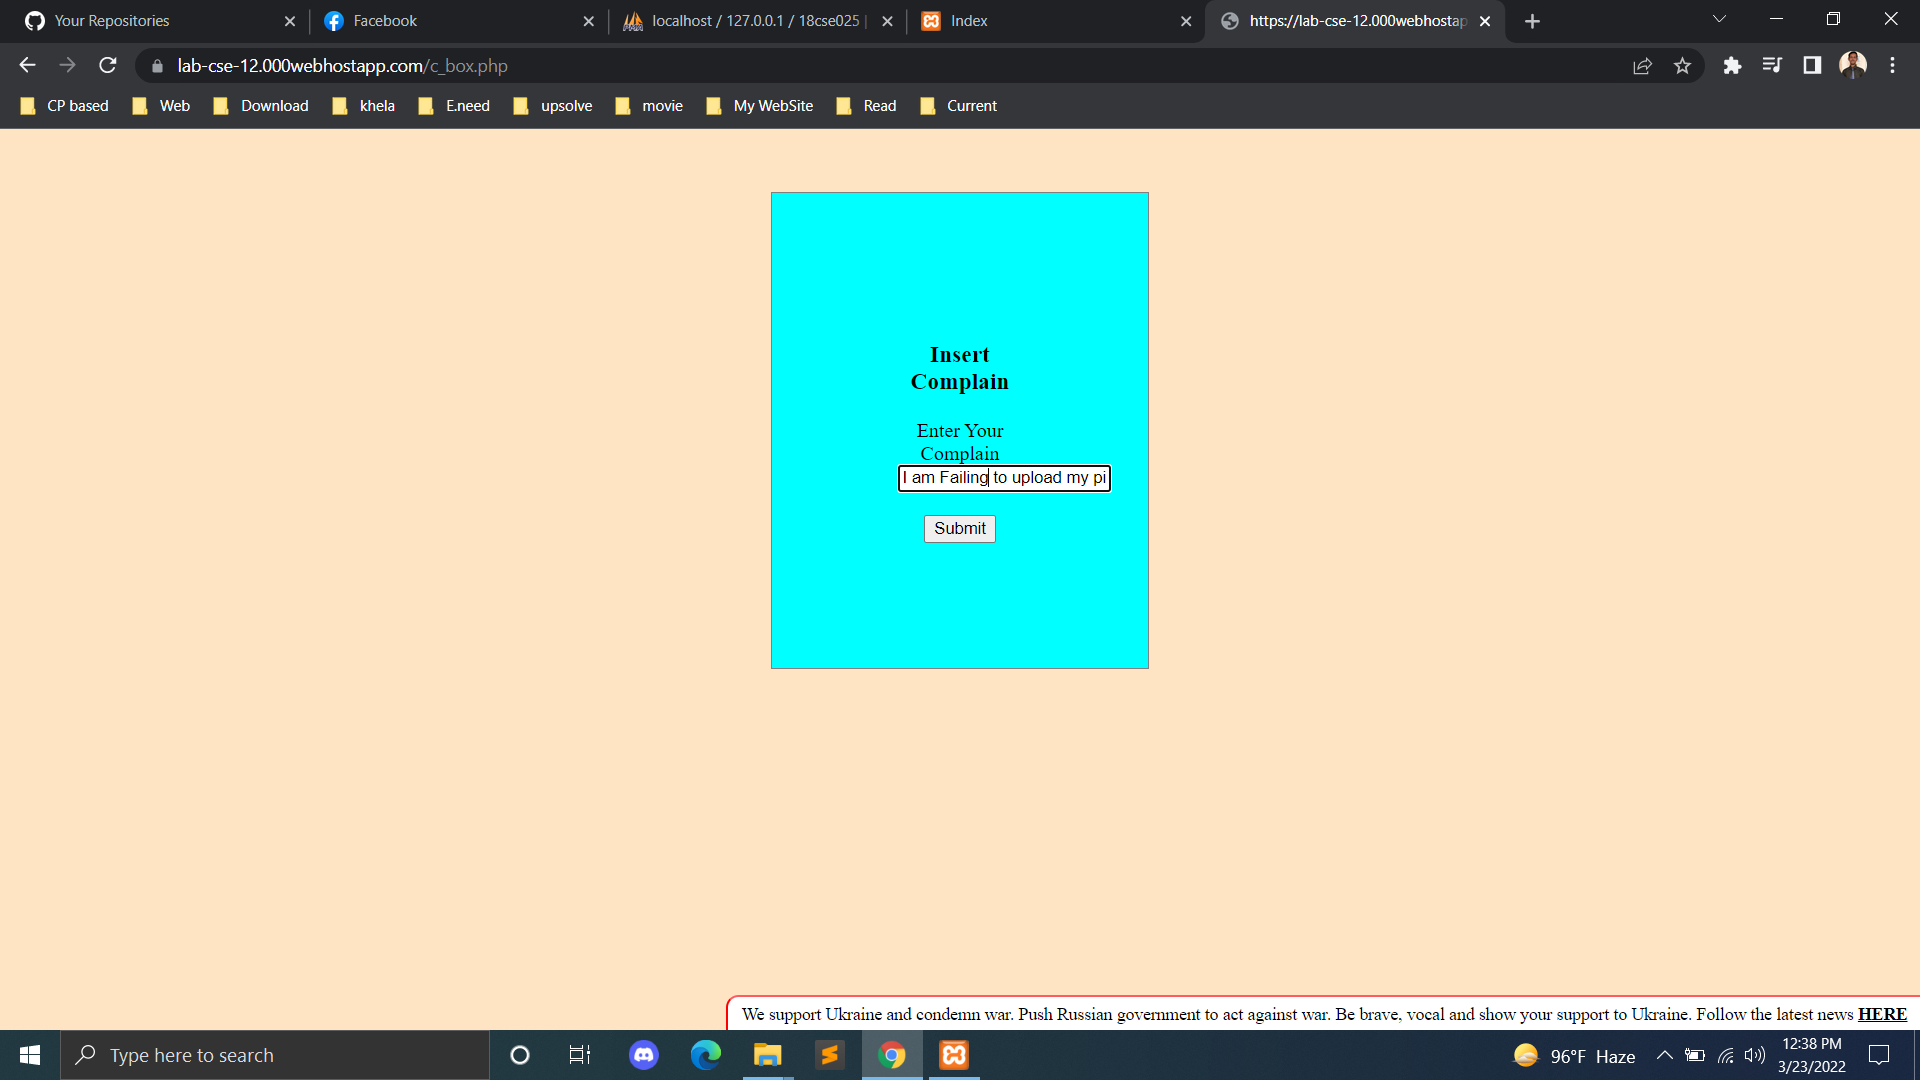 Your Repositories
Facebook
localhost / 127.0.0.1 / 18cse025 |
Index
https://lab-cse-12.000webhostap
lab-cse-12.000webhostapp.com/c_box.php
CP based
Web
Download
khela
E.need
upsolve
movie
My WebSite
Read
Current
Insert
Complain
Enter Your
Complain
I am Failing to upload my pi
Submit
We support Ukraine and condemn war. Push Russian government to act against war. Be brave, vocal and show your support to Ukraine. Follow the latest news HERE
Type here to search
96°F Haze
12:38 PM
3/23/2022